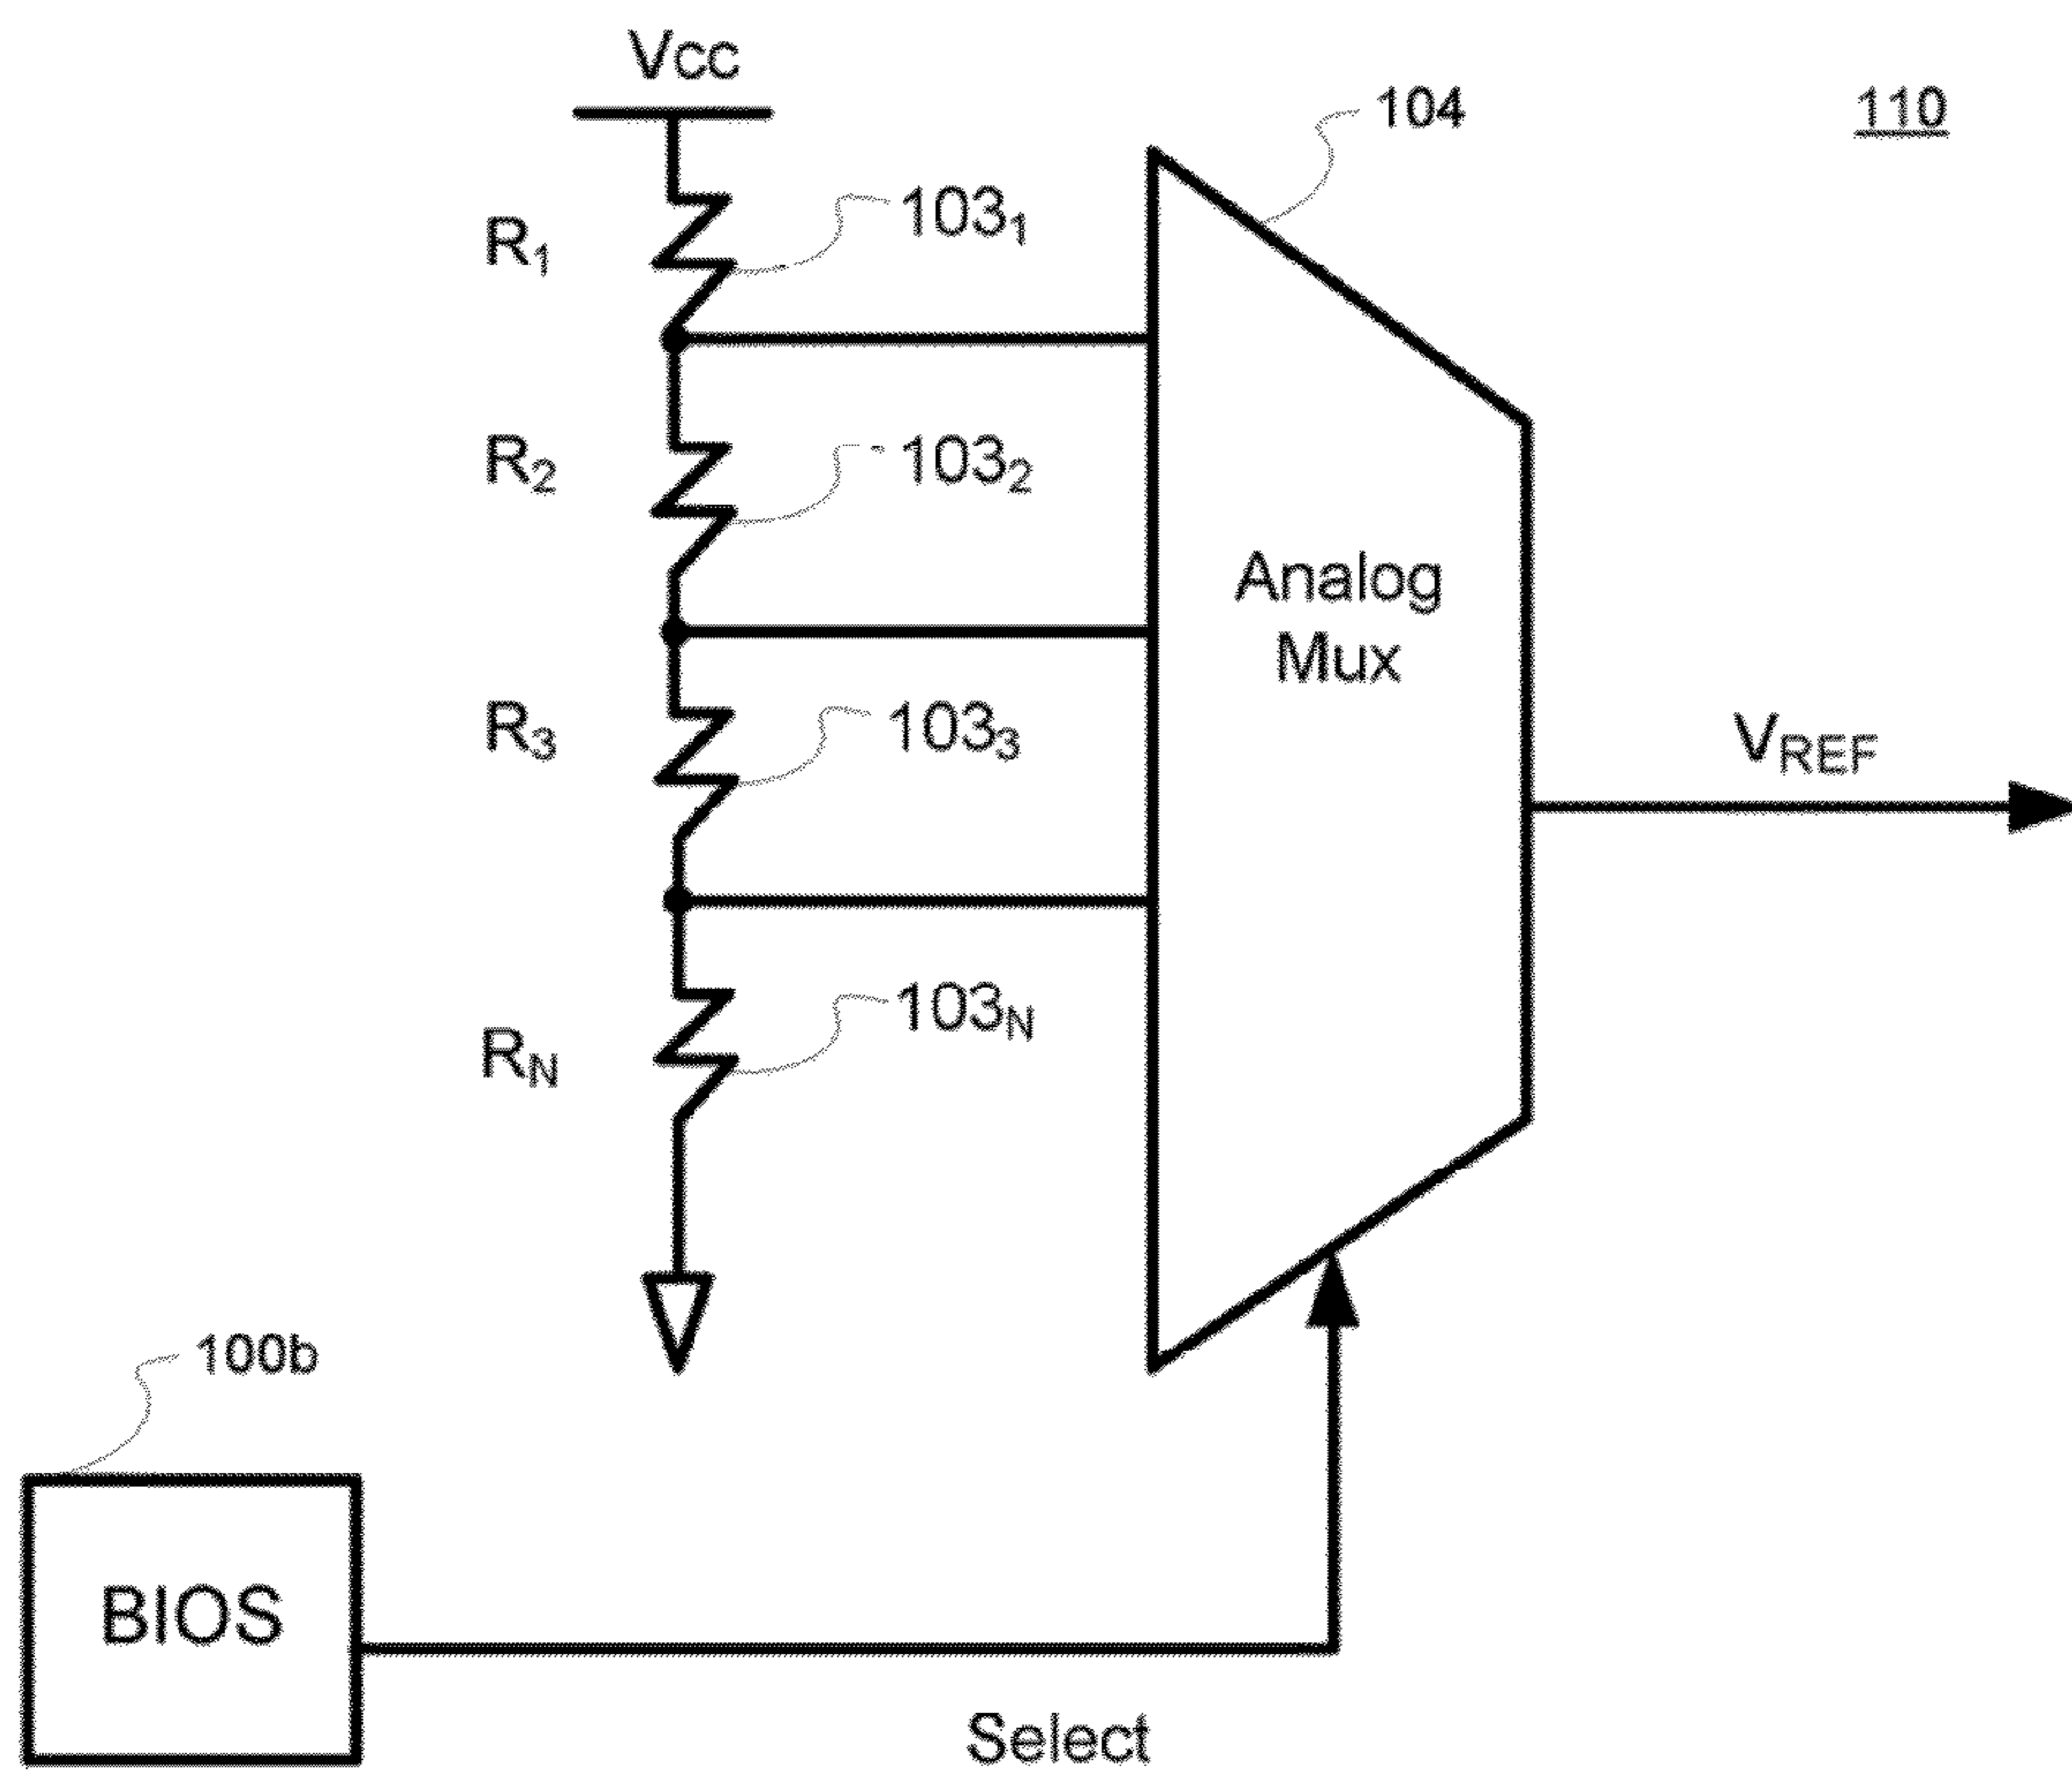 Vcc
104
110
R1
1031
R2
1032
Analog
Mux
R3
1033
VREF
RN
103N
100b
BIOS
Select